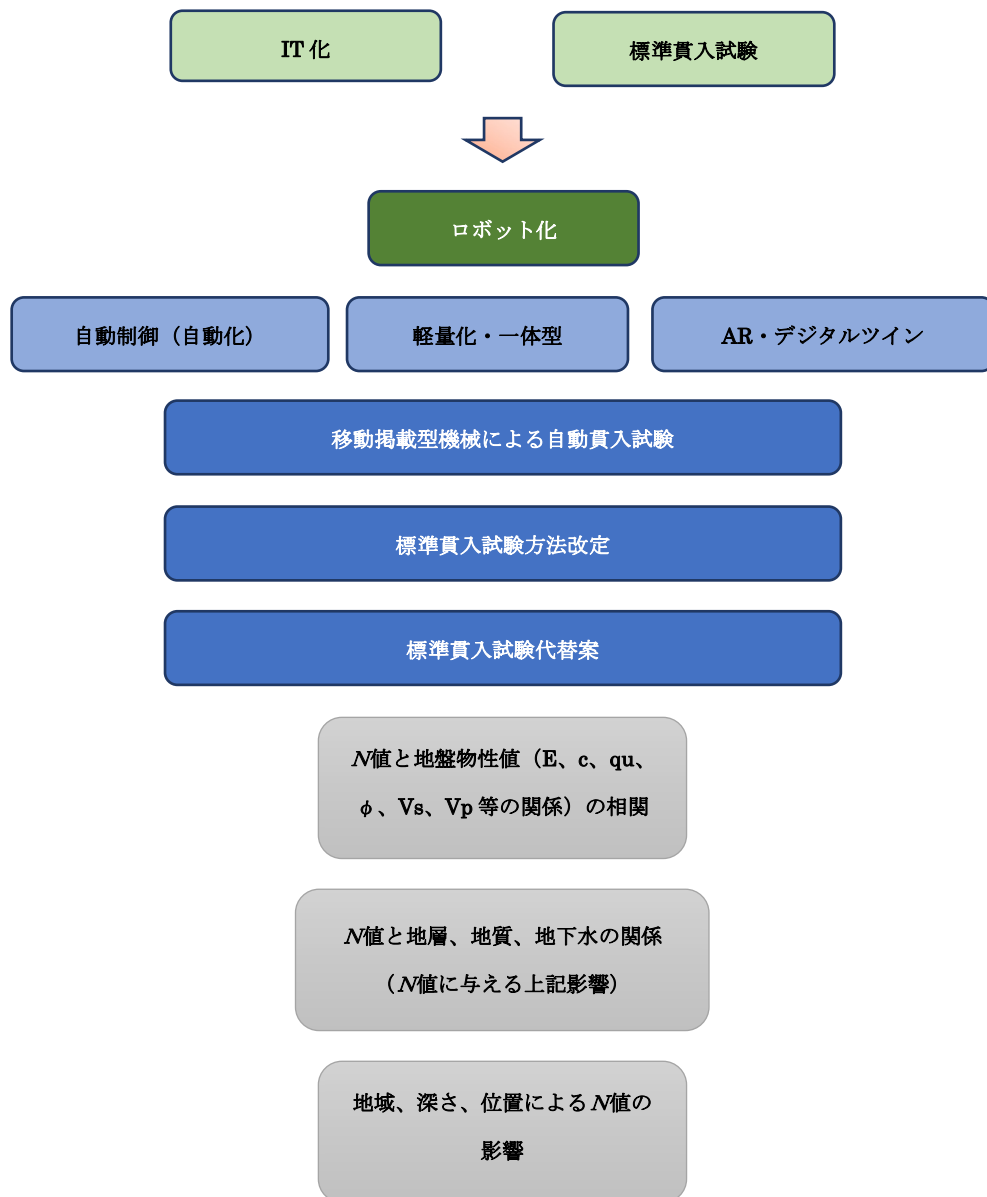 IT 化
標準貫入試験
ロボット化
自動制御（自動化）
軽量化・一体型
AR・デジタルツイン
移動掲載型機械による自動貫入試験
標準貫入試験方法改定
標準貫入試験代替案
N値と地盤物性値（E、c、qu、
φ、Vs、Vp 等の関係）の相関
N値と地層、地質、地下水の関係
（N値に与える上記影響）
地域、深さ、位置によるN値の
影響